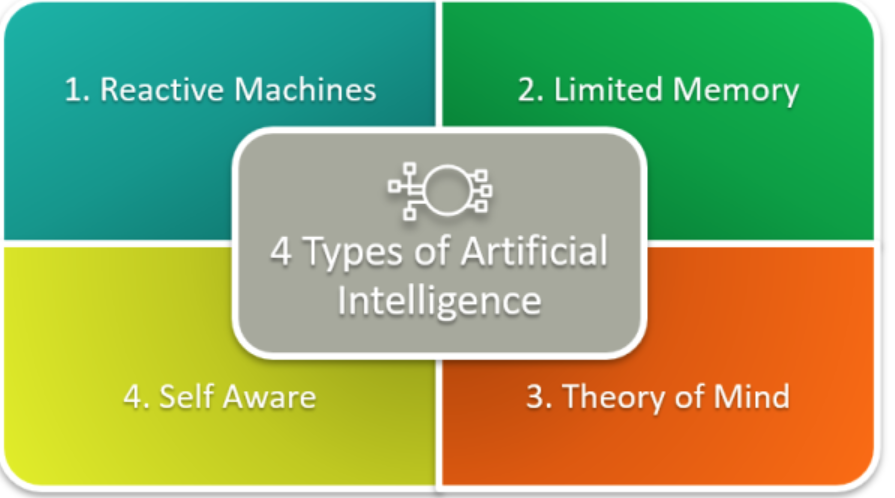 1. Reactive Machines
2. Limited Memory
4 Types of Artificial
Intelligence
4. Self Aware
3. Theory of Mind